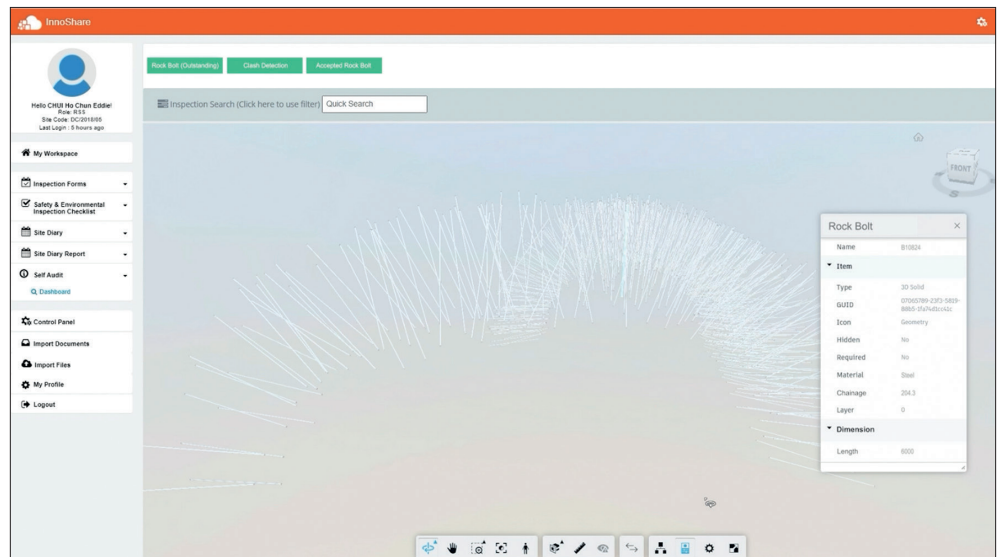 InnoShare
Hello CHUI Ho Chun Eddie!
Role: RSS
Site Code: DC/2018/05
Last Login : 5 hours ago
My Workspace
Inspection Forms
Safety & Environmental
Inspection Checklist
Site Diary
Site Diary Report
Self Audit
Dashboard
Control Panel
Import Documents
Import Files
My Profile
Logout
Rock Bolt (Outstanding) Clash Detection Accepted Rock Bolt
Inspection Search (Click here to use filter) Quick Search
FRONT
S
Rock Bolt ×
Name B10824
Item
Type 3D Solid
GUID
Icon Geometry
Hidden No
Required No
Material Steel
Chainage 204.3
Layer 0
Dimension
Length 6000